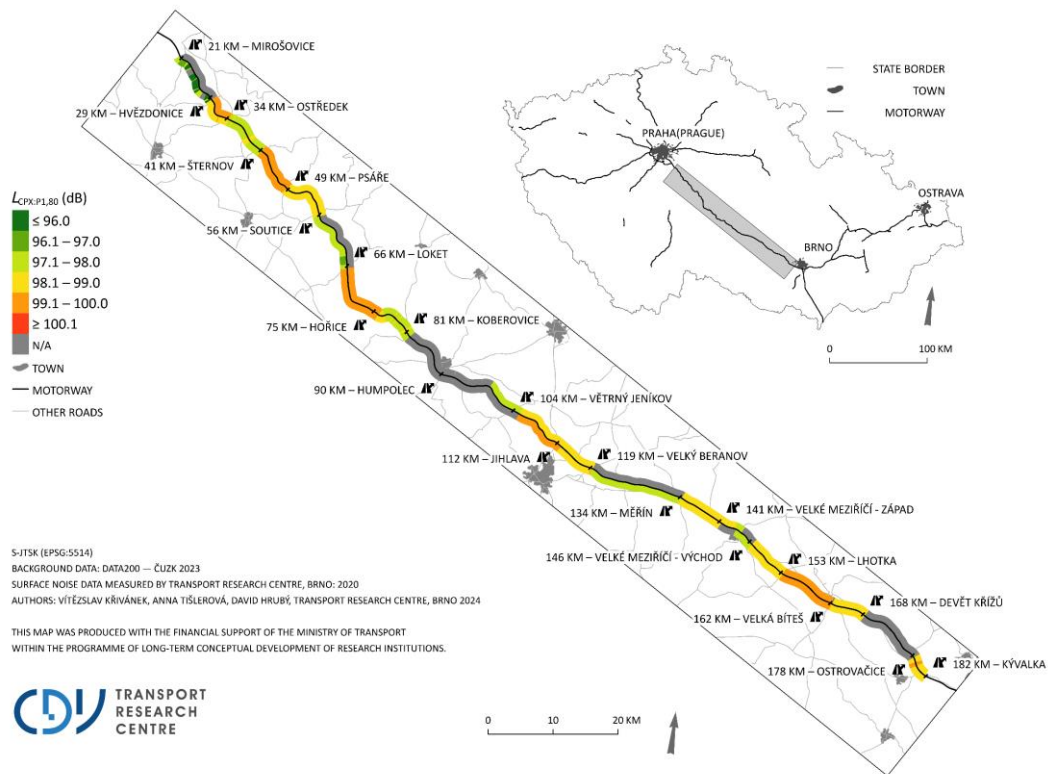 21 KM – MIROŠOVICE
29 KM – HVĚZDONICE
34 KM – OSTŘEDEK
41 KM – ŠTERNOV
49 KM – PSÁŘE
56 KM – SOUTICE
66 KM – LOKET
75 KM – HOŘICE
81 KM – KOBEROVICE
90 KM – HUMPOLEC
104 KM – VĚTRNÝ JENÍKOV
112 KM – JIHLAVA
119 KM – VELKÝ BERANOV
134 KM – MĚŘÍN
141 KM – VELKÉ MEZIŘÍČÍ - ZÁPAD
146 KM – VELKÉ MEZIŘÍČÍ - VÝCHOD
153 KM – LHOTKA
162 KM – VELKÁ BÍTEŠ
168 KM – DEVĚT KŘÍŽŮ
178 KM – OSTROVAČICE
182 KM – KÝVALKA
STATE BORDER
TOWN
MOTORWAY
PRAHA(PRAGUE)
OSTRAVA
BRNO
0 100 KM
LCPX:P1,80 (dB)
≤ 96.0
96.1 – 97.0
97.1 – 98.0
98.1 – 99.0
99.1 – 100.0
≥ 100.1
N/A
TOWN
MOTORWAY
OTHER ROADS
S-JTSK (EPSG:5514)
BACKGROUND DATA: DATA200 — ČUZK 2023
SURFACE NOISE DATA MEASURED BY TRANSPORT RESEARCH CENTRE, BRNO: 2020
AUTHORS: VÍTĚZSLAV KŘIVÁNEK, ANNA TIŠLEROVÁ, DAVID HRUBÝ, TRANSPORT RESEARCH CENTRE, BRNO 2024
THIS MAP WAS PRODUCED WITH THE FINANCIAL SUPPORT OF THE MINISTRY OF TRANSPORT
WITHIN THE PROGRAMME OF LONG-TERM CONCEPTUAL DEVELOPMENT OF RESEARCH INSTITUTIONS.
CDV
TRANSPORT
RESEARCH
CENTRE
0 10 20 KM